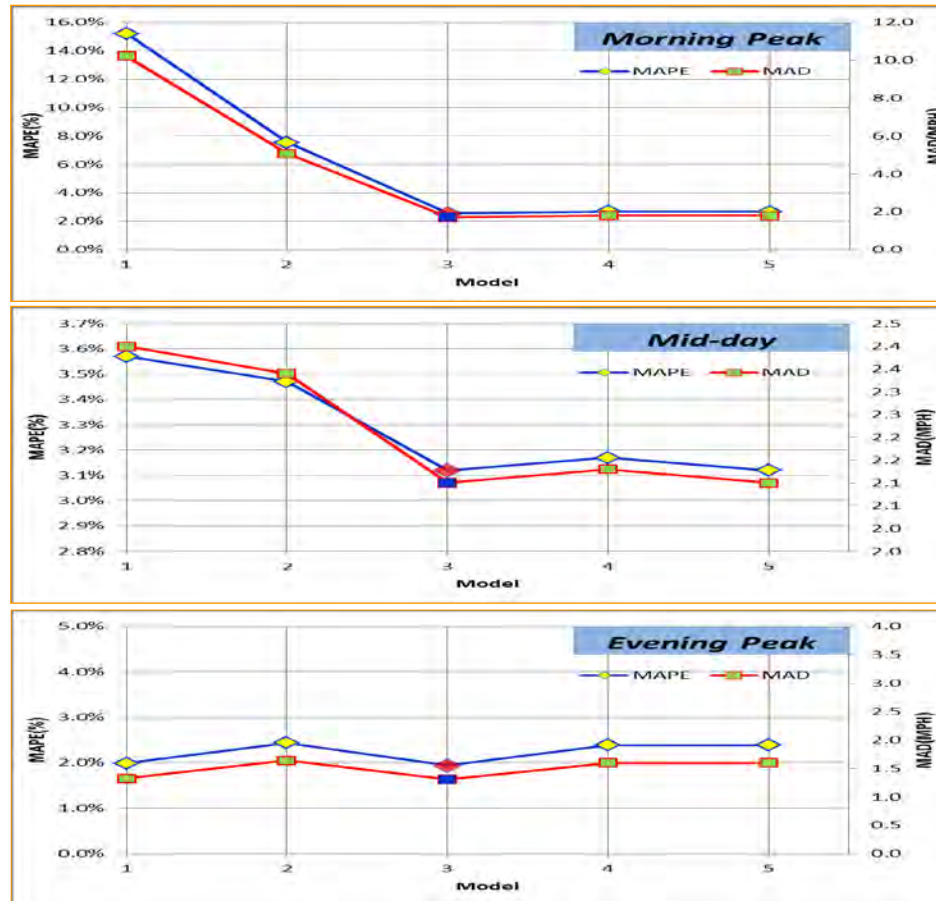 Morning Peak
MAPE MAD
MAPE(%)
16.0%
14.0%
12.0%
10.0%
8.0%
6.0%
4.0%
2.0%
0.0%
12.0
10.0
8.0
6.0
4.0
2.0
0.0
MAD(MPH)
1 2 3 4 5
Model
Mid-day
MAPE MAD
MAPE(%)
3.7%
3.6%
3.5%
3.4%
3.3%
3.2%
3.1%
3.0%
2.9%
2.8%
2.5
2.4
2.4
2.3
2.3
2.2
2.2
2.1
2.1
2.0
2.0
MAD(MPH)
1 2 3 4 5
Model
Evening Peak
MAPE MAD
MAPE(%)
5.0%
4.0%
3.0%
2.0%
1.0%
0.0%
4.0
3.5
3.0
2.5
2.0
1.5
1.0
0.5
0.0
MAD(MPH)
1 2 3 4 5
Model